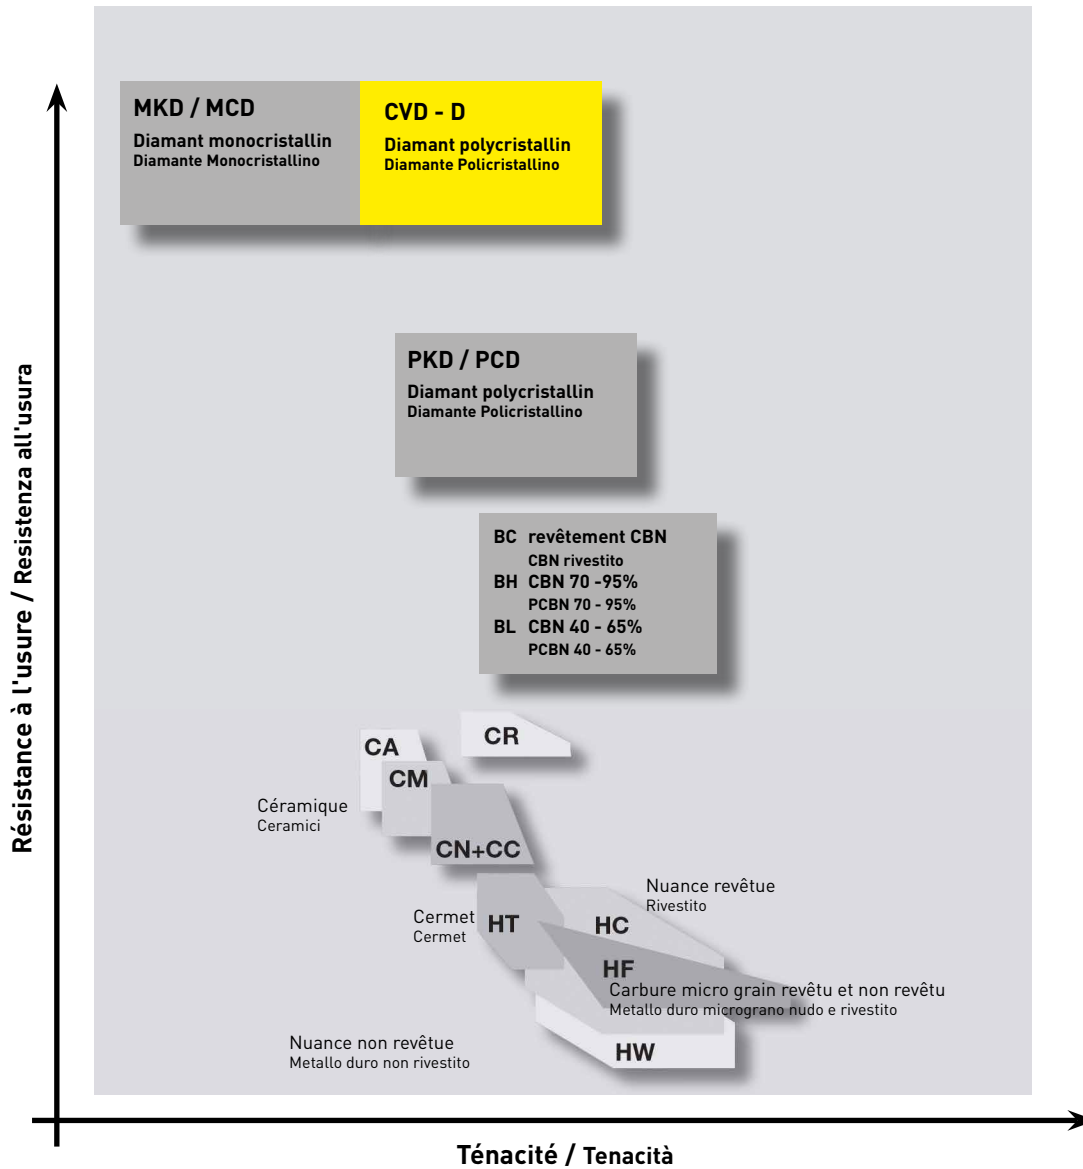 MKD / MCD
Diamant monocristallin
Diamante Monocristallino
CVD - D
Diamant polycristallin
Diamante Policristallino
PKD / PCD
Diamant polycristallin
Diamante Policristallino
BC revêtement CBN
CBN rivestito
BH CBN 70 -95%
PCBN 70 - 95%
BL CBN 40 - 65%
PCBN 40 - 65%
Résistance à l'usure / Resistenza all'usura
CR
CA
CM
Céramique
Ceramici
CN+CC
Nuance revêtue
Rivestito
Cermet
Cermet
HT
HC
HF
Carbure micro grain revêtu et non revêtu
Metallo duro micrograno nudo e rivestito
Nuance non revêtue
Metallo duro non rivestito
HW
Ténacité / Tenacità